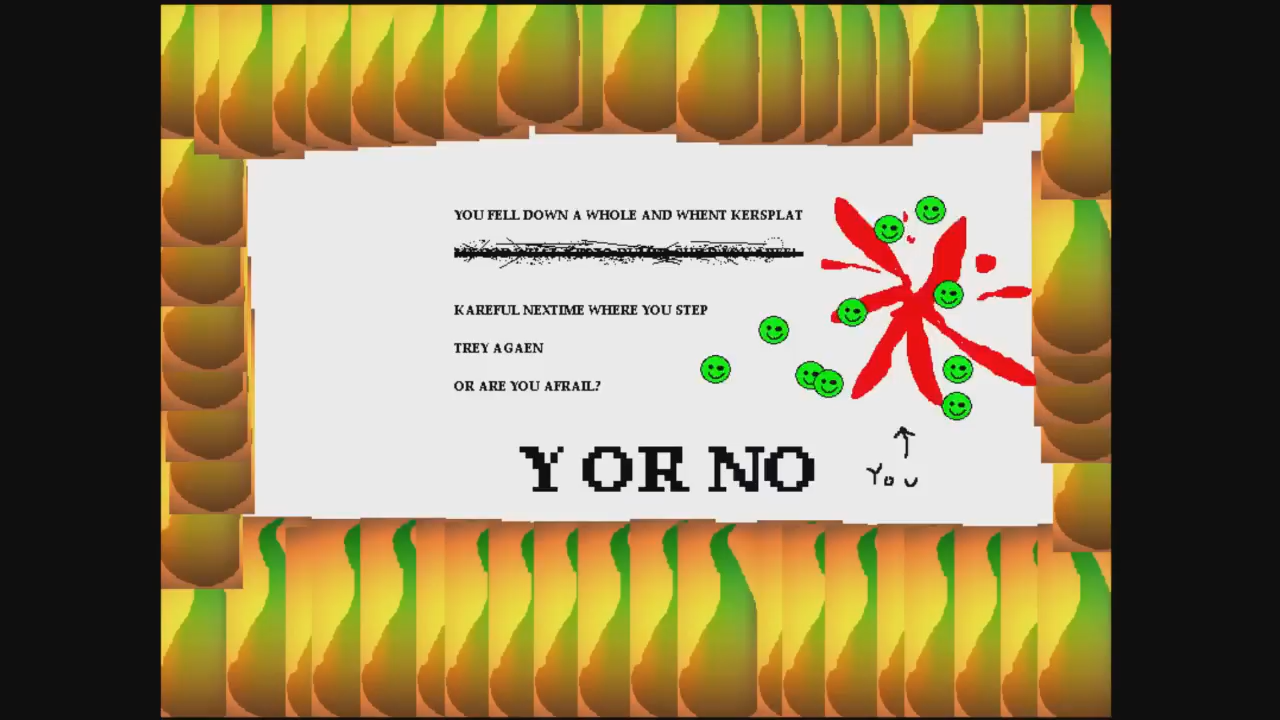 YOU FELL DOWN A WHOLE AND WHENT KERSPLAT
KAREFUL NEXTIME WHERE YOU STEP
TREY AGAEN
OR ARE YOU AFRAIL?
Y OR NO
You